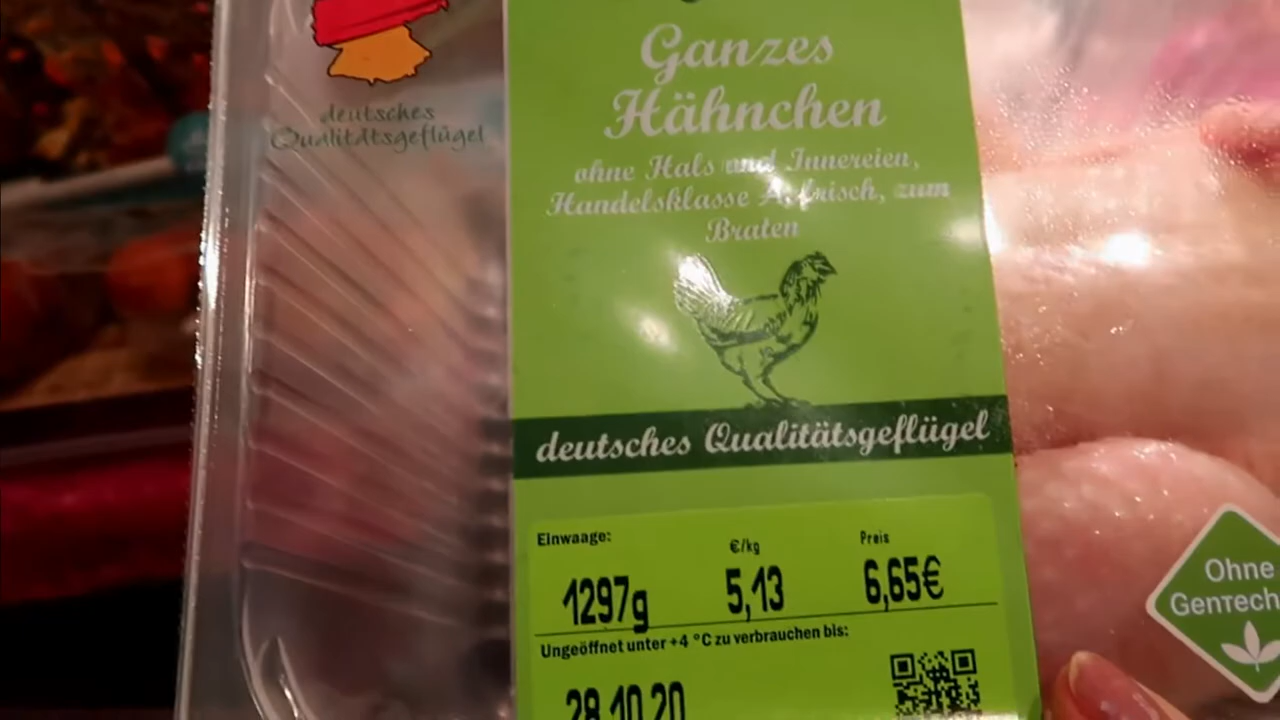 deutsches
Qualitätsgeflügel
Ganzes
Hähnchen
ohne Hals und Innereien,
Handelsklasse A, frisch, zum
Braten
deutsches Qualitätsgeflügel
Einwaage:
€/kg
Preis
1297g
5,13
6,65€
Ungeöffnet unter +4 °C zu verbrauchen bis:
28.10.20
Ohne
GenTech